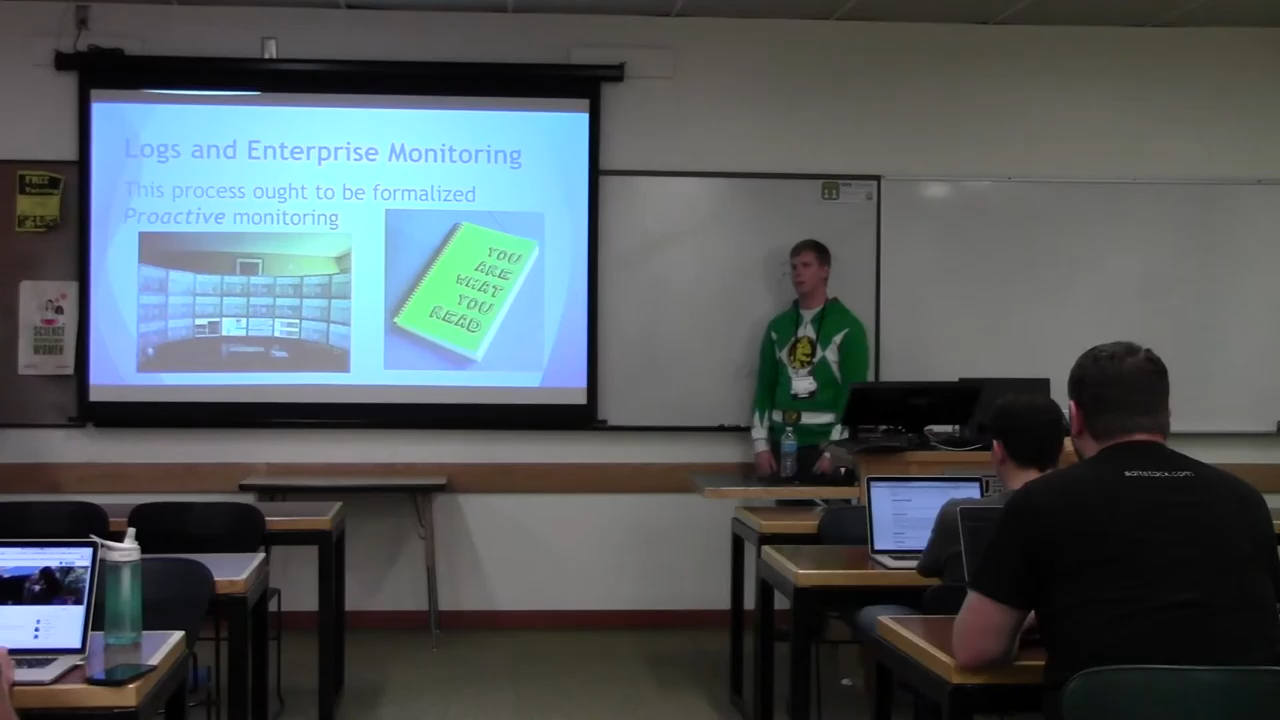 Logs and Enterprise Monitoring
This process ought to be formalized
Proactive monitoring
YOU
ARE
WHAT
YOU
READ
FREE
11
SCIENCE
WOMEN
saltstack.com